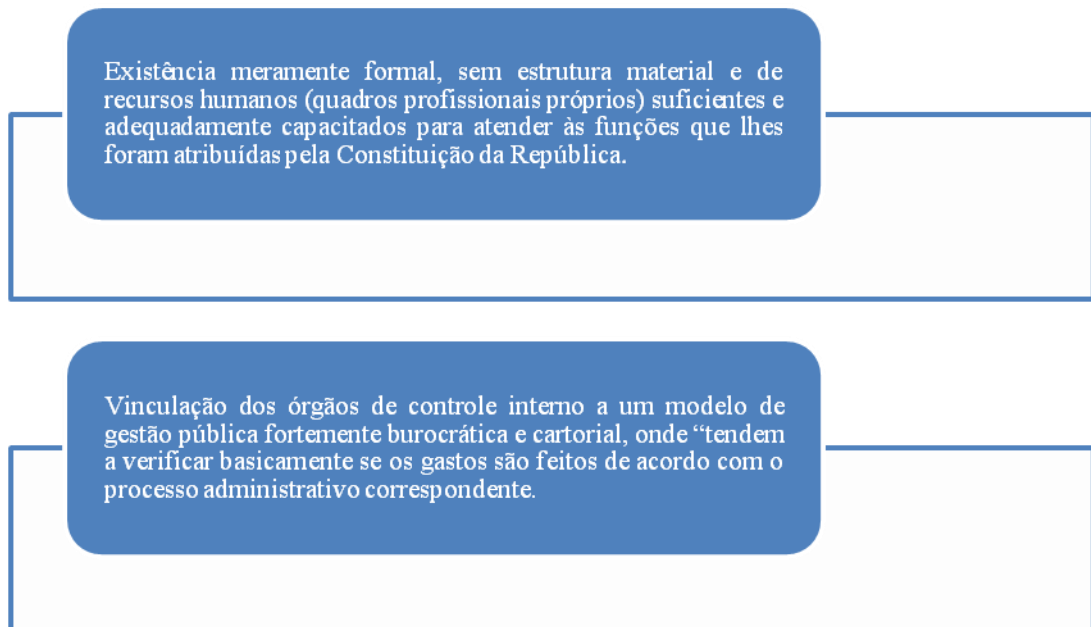 Existência meramente formal, sem estrutura material e de
recursos humanos (quadros profissionais próprios) suficientes e
adequadamente capacitados para atender às funções que lhes
foram atribuídas pela Constituição da República.
Vinculação dos órgãos de controle interno a um modelo de
gestão pública fortemente burocrática e cartorial, onde “tendem
a verificar basicamente se os gastos são feitos de acordo com o
processo administrativo correspondente.